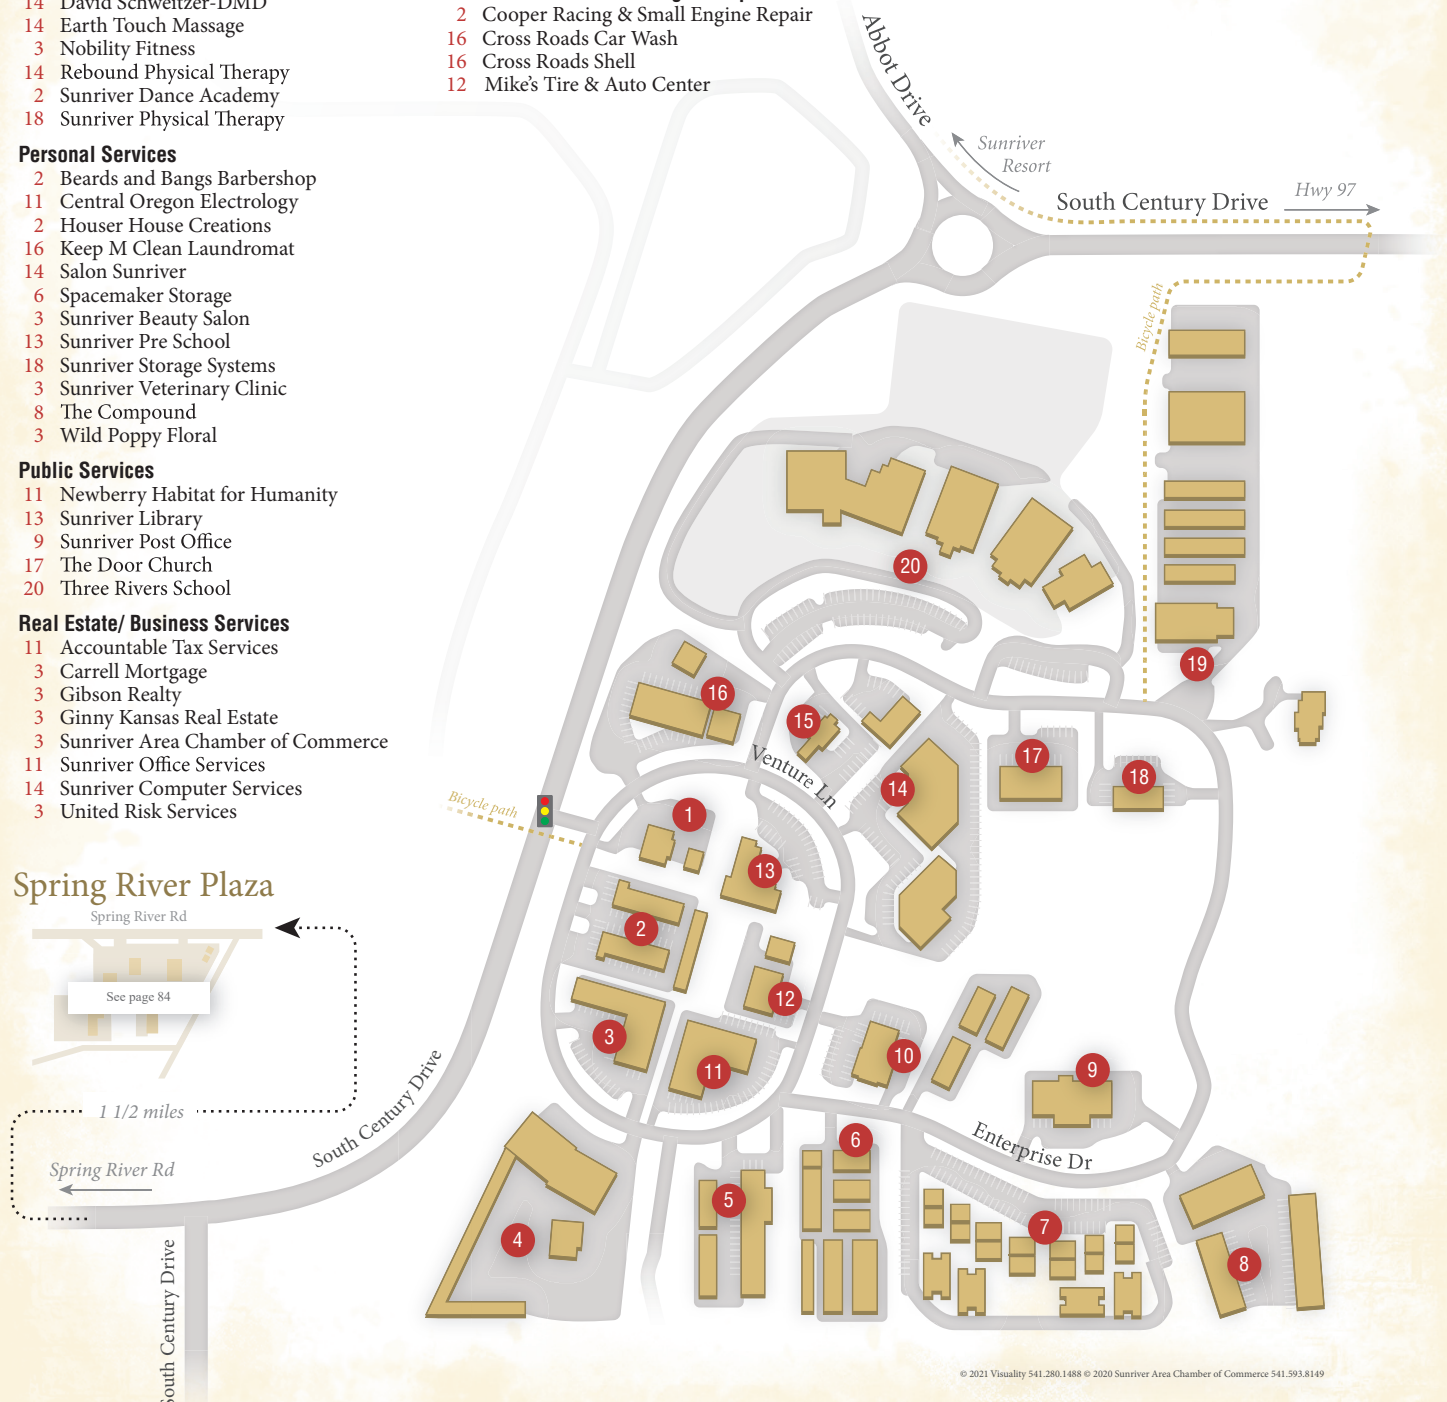 14 David Schweitzer-DMD
14 Earth Touch Massage
3 Nobility Fitness
14 Rebound Physical Therapy
2 Sunriver Dance Academy
18 Sunriver Physical Therapy
Personal Services
2 Beards and Bangs Barbershop
11 Central Oregon Electrology
2 Houser House Creations
16 Keep M Clean Laundromat
14 Salon Sunriver
6 Spacemaker Storage
3 Sunriver Beauty Salon
13 Sunriver Pre School
18 Sunriver Storage Systems
3 Sunriver Veterinary Clinic
8 The Compound
3 Wild Poppy Floral
Public Services
11 Newberry Habitat for Humanity
13 Sunriver Library
9 Sunriver Post Office
17 The Door Church
20 Three Rivers School
Real Estate/ Business Services
11 Accountable Tax Services
3 Carrell Mortgage
3 Gibson Realty
3 Ginny Kansas Real Estate
3 Sunriver Area Chamber of Commerce
11 Sunriver Office Services
14 Sunriver Computer Services
3 United Risk Services
2 Cooper Racing & Small Engine Repair
16 Cross Roads Car Wash
16 Cross Roads Shell
12 Mike's Tire & Auto Center
Abbot Drive
Sunriver
Resort
South Century Drive
Hwy 97
Bicycle path
20
19
16
15
Venture Ln
17
18
14
Bicycle path
1
13
2
12
3
11
10
9
Enterprise Dr
6
5
7
4
8
Spring River Plaza
Spring River Rd
See page 84
1 1/2 miles
Spring River Rd
South Century Drive
South Century Drive
© 2021 Visuality 541.280.1488 © 2020 Sunriver Area Chamber of Commerce 541.593.8149